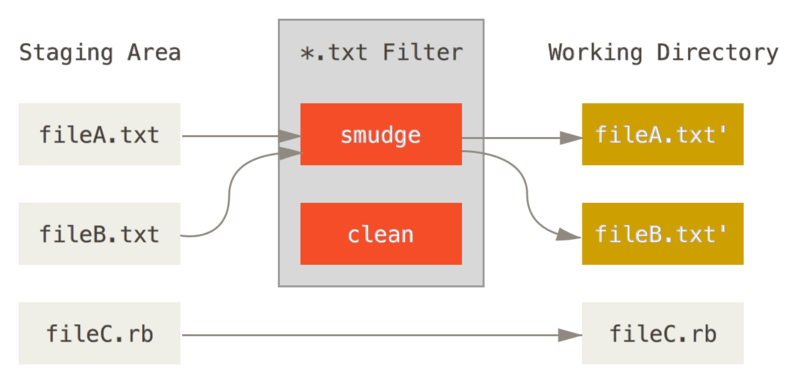 Staging Area
*.txt Filter
Working Directory
fileA.txt
smudge
fileA.txt'
fileB.txt
clean
fileB.txt'
fileC.rb
fileC.rb